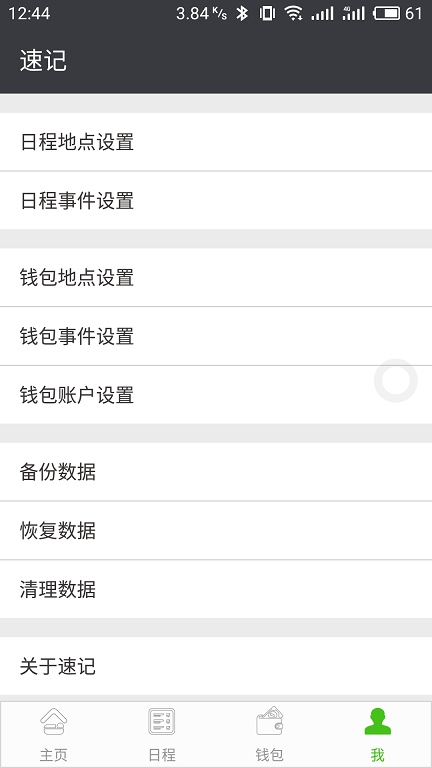 12:44 3.84 K/s 4G 61
速记
日程地点设置
日程事件设置
钱包地点设置
钱包事件设置
钱包账户设置
备份数据
恢复数据
清理数据
关于速记
主页 日程 钱包 我